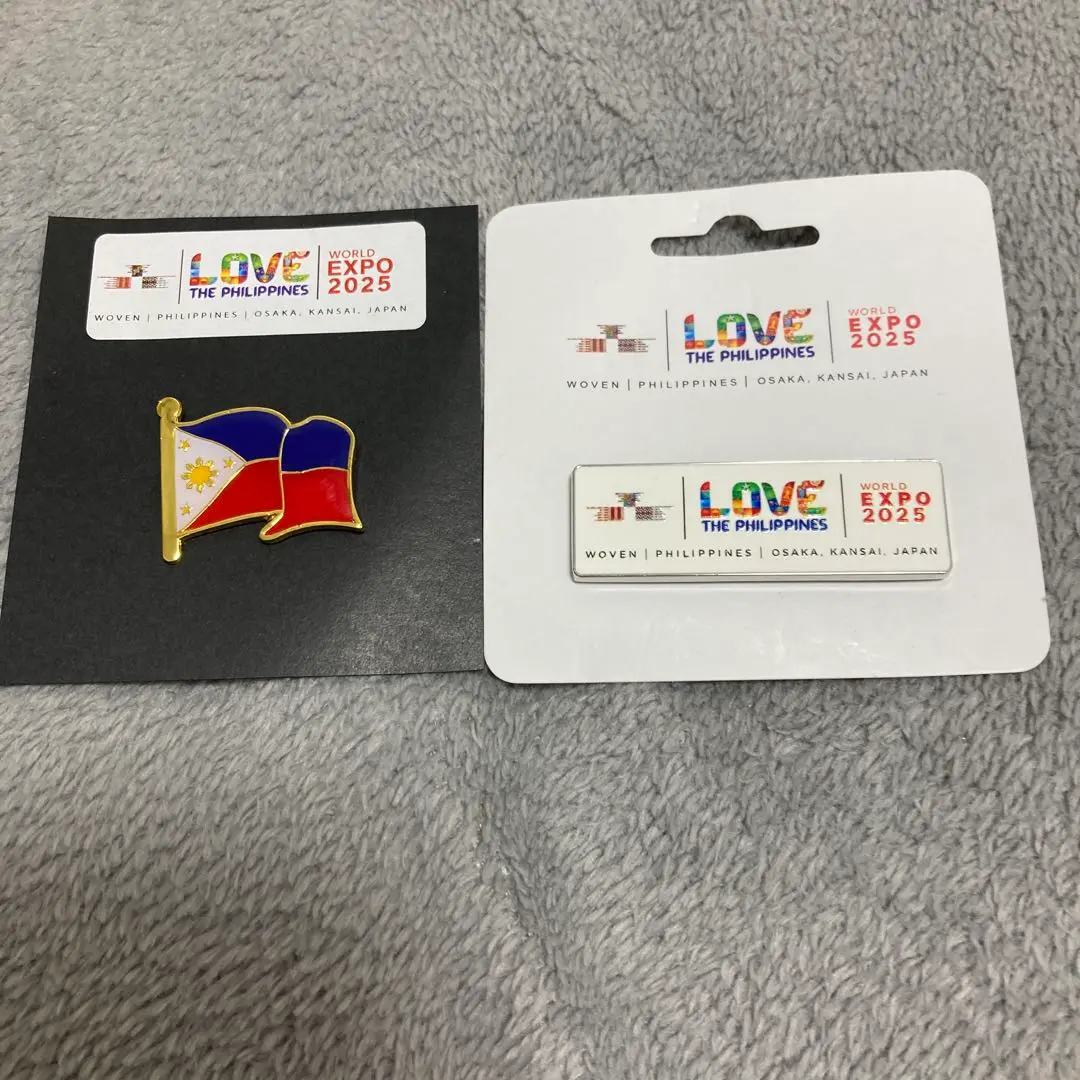 LOVE
THE PHILIPPINES
WORLD
EXPO
2025
WOVEN | PHILIPPINES | OSAKA, KANSAI, JAPAN
LOVE
THE PHILIPPINES
WORLD
EXPO
2025
WOVEN | PHILIPPINES | OSAKA, KANSAI, JAPAN
LOVE
THE PHILIPPINES
WORLD
EXPO
2025
WOVEN | PHILIPPINES | OSAKA, KANSAI, JAPAN